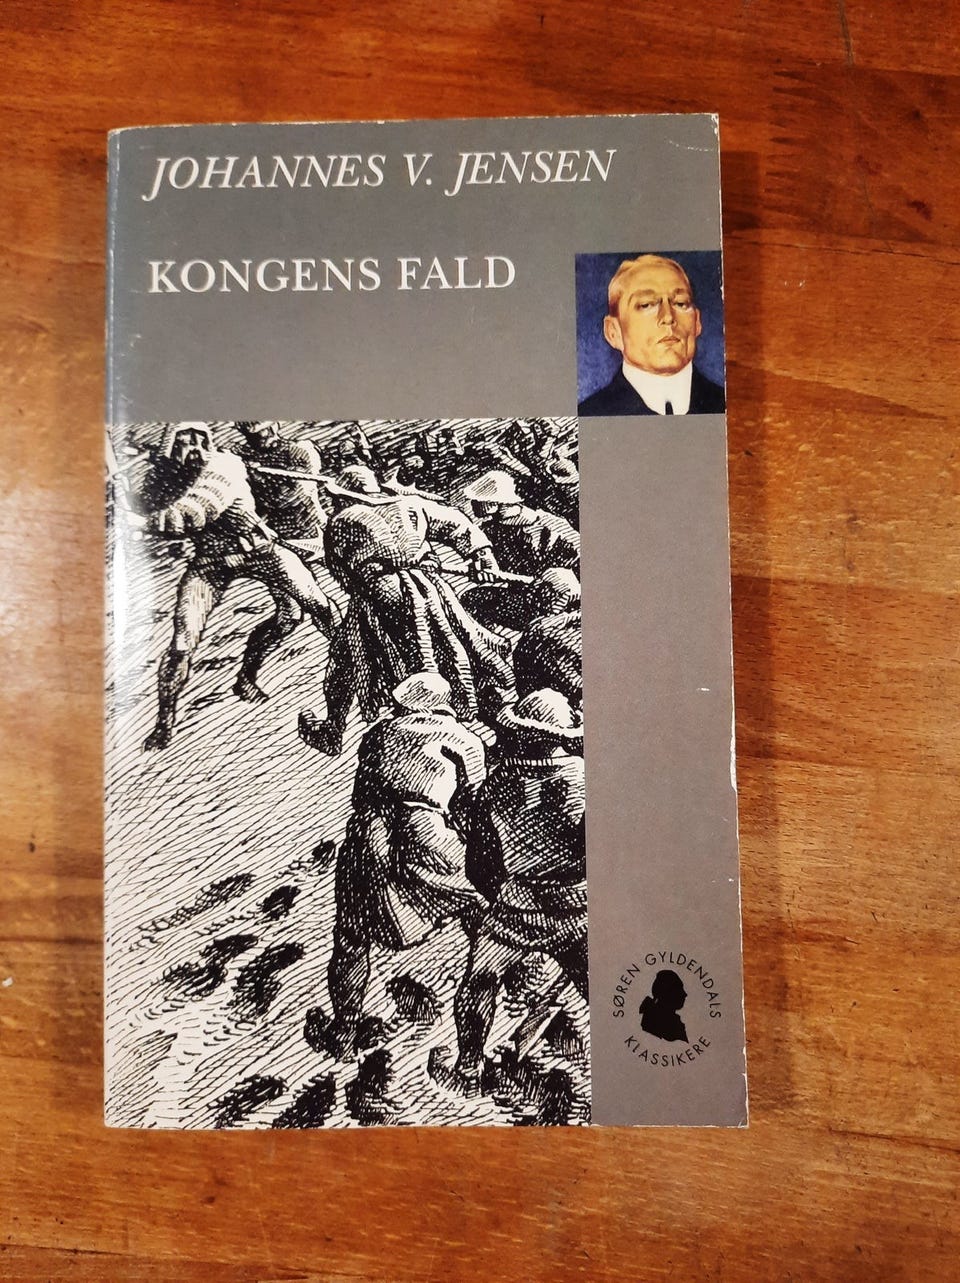 JOHANNES V. JENSEN
KONGENS FALD
SØREN GYLDENDALS
KLASSIKERE